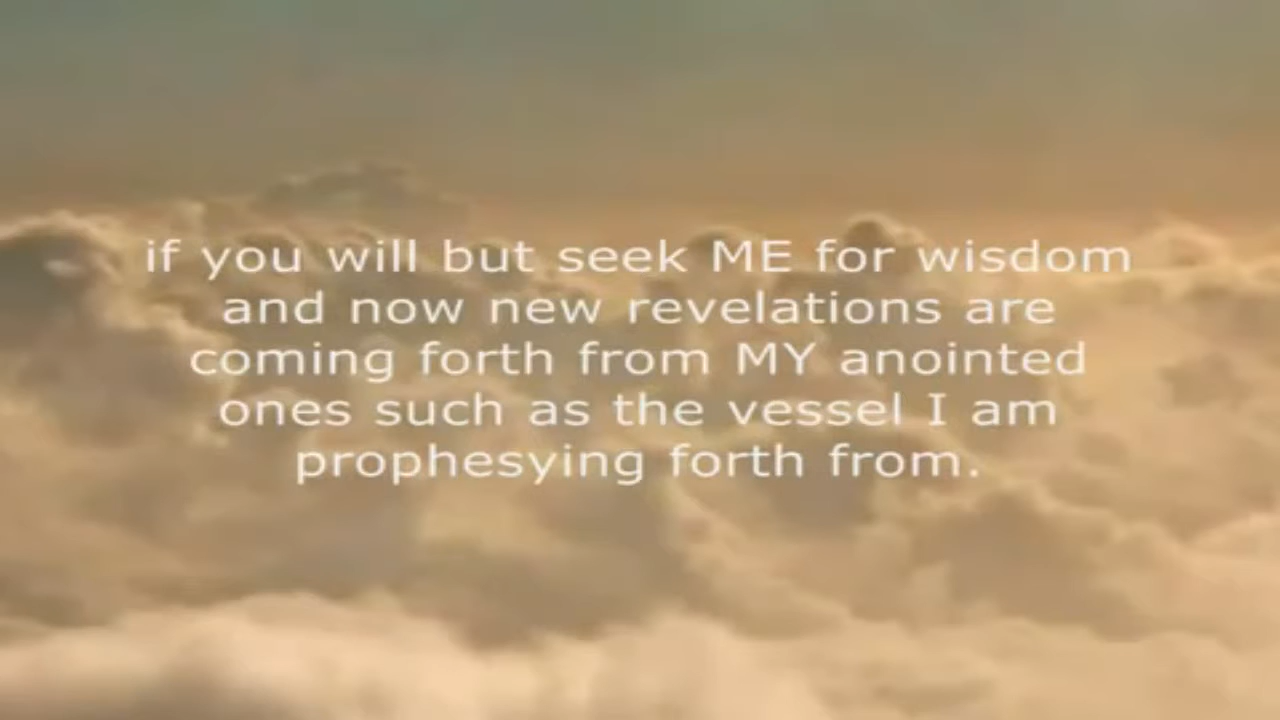 if you will but seek ME for wisdom
and now new revelations are
coming forth from MY anointed
ones such as the vessel I am
prophesying forth from.